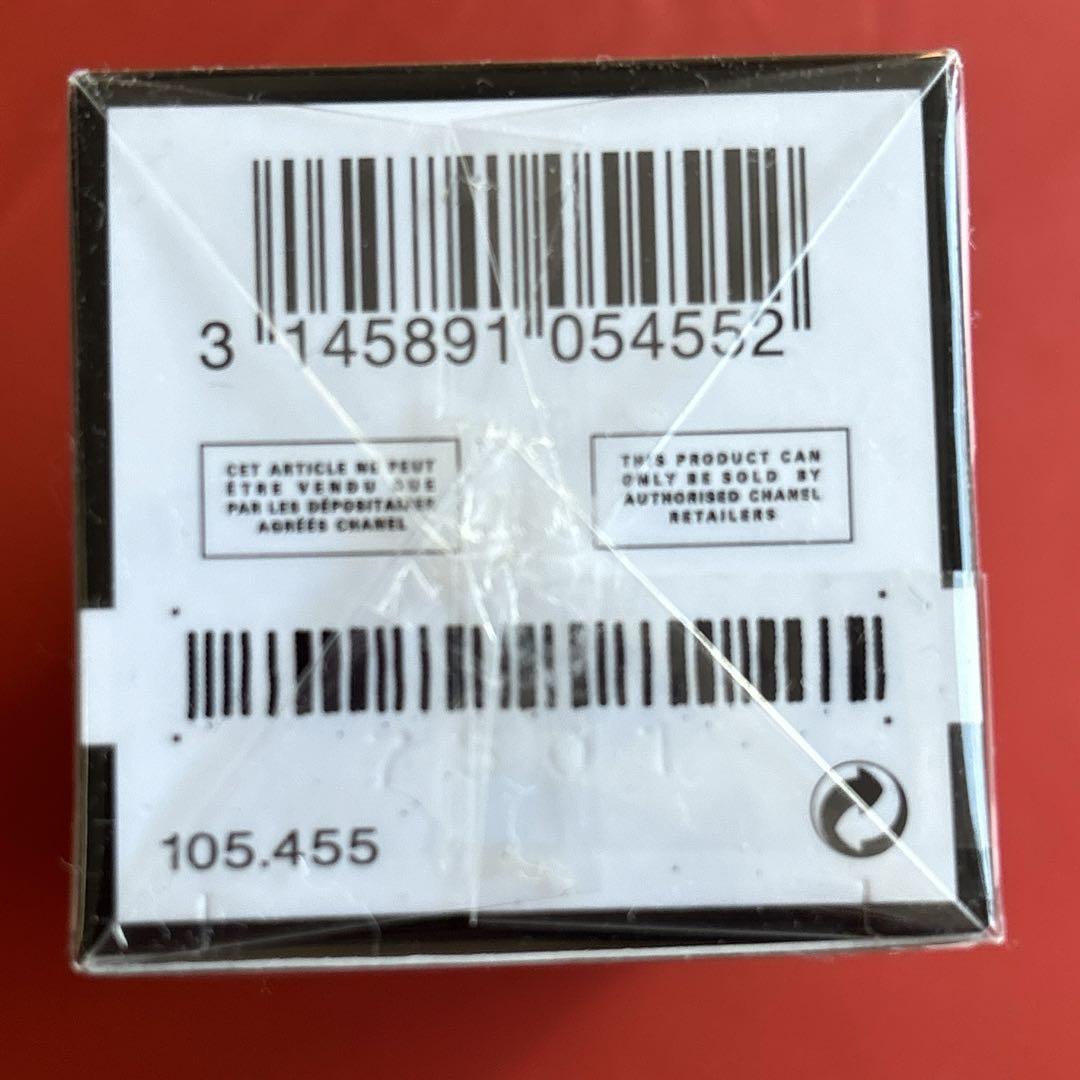 3 145891 054552
CET ARTICLE NE PEUT
ÊTRE VENDU QUE
PAR LES DÉPOSITAIRES
AGRÉÉS CHANEL
THIS PRODUCT CAN
ONLY BE SOLD BY
AUTHORISED CHANEL
RETAILERS
105.455